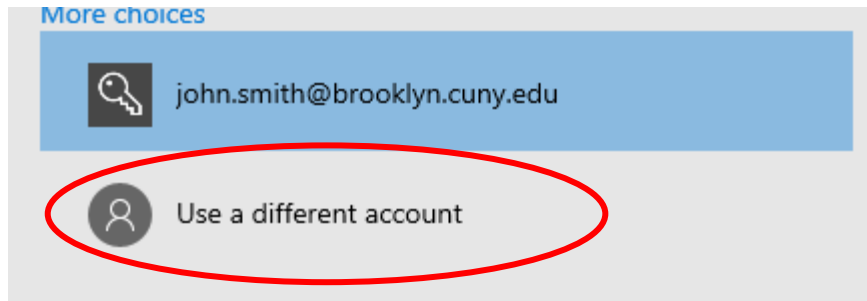 More choices
john.smith@brooklyn.cuny.edu
Use a different account